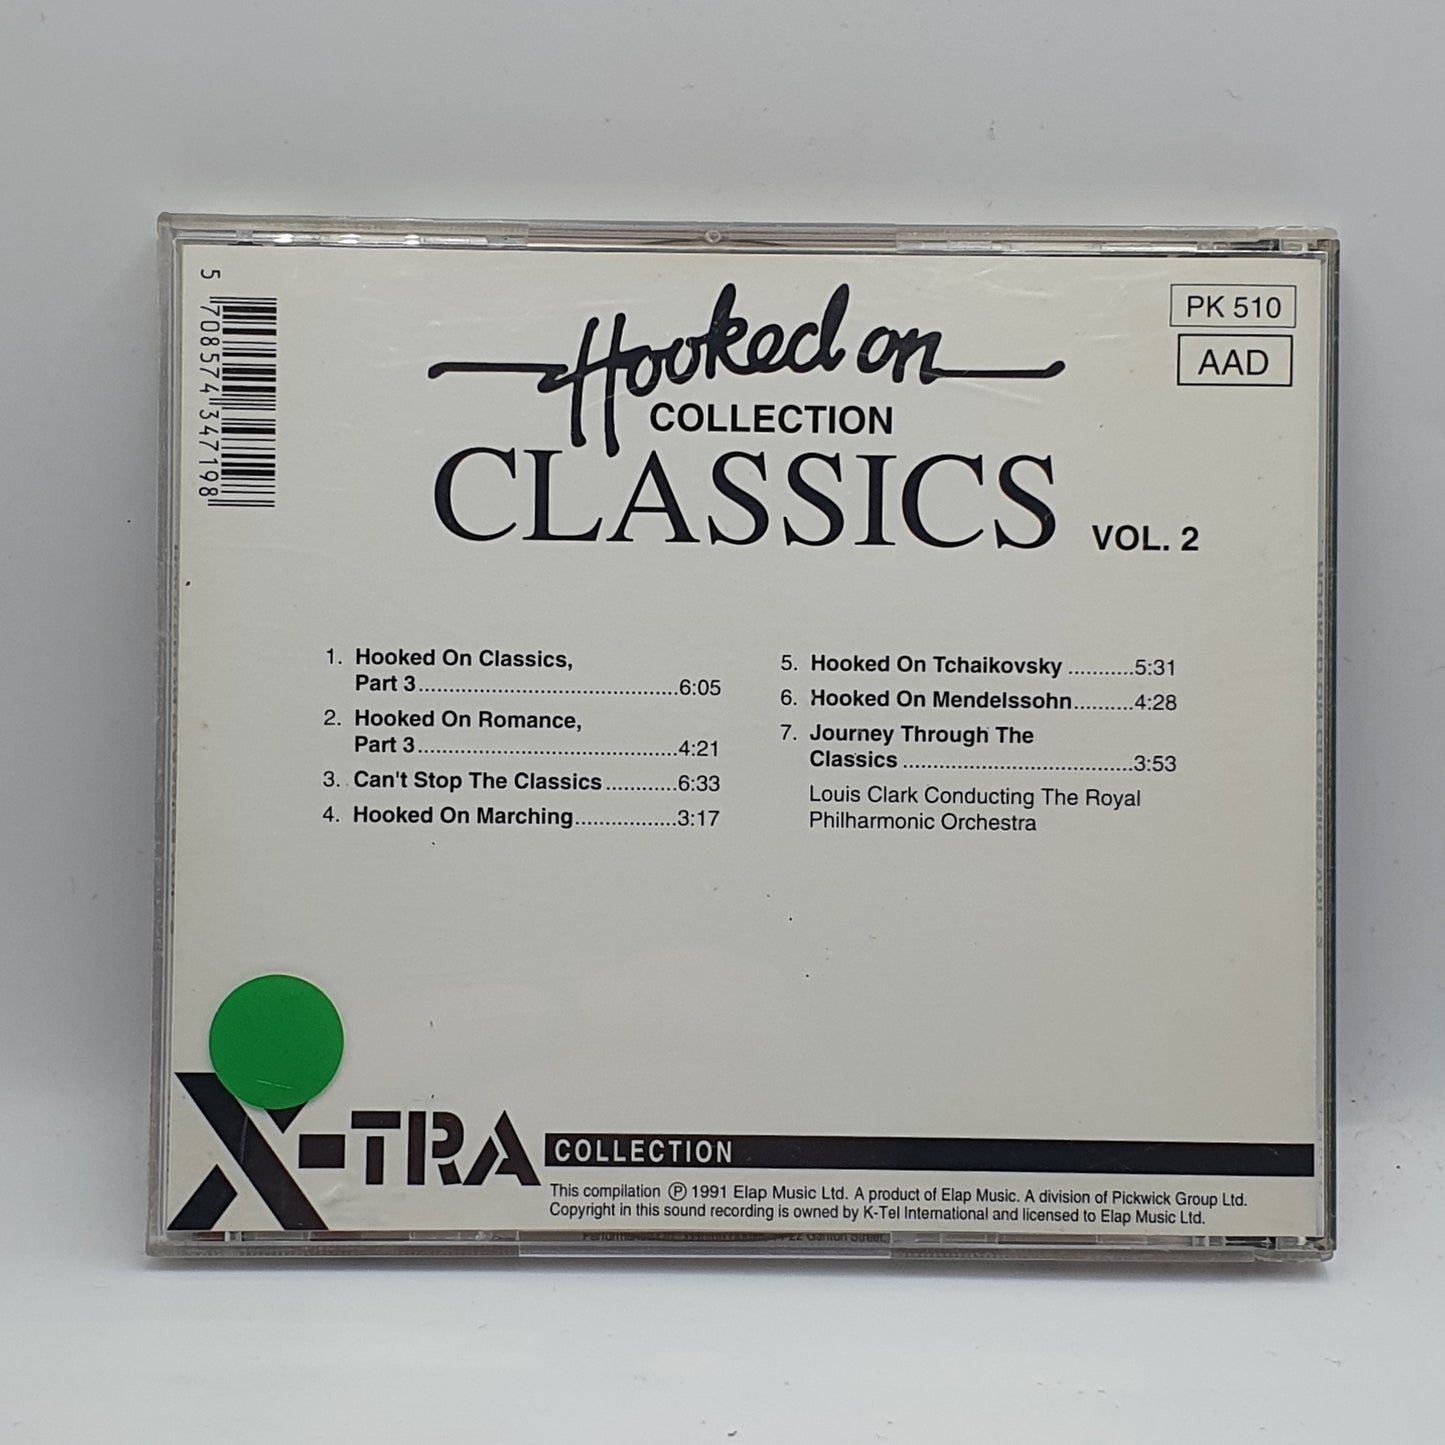 5 708574 347198
PK 510
AAD
Hooked on
COLLECTION
CLASSICS VOL. 2
1. Hooked On Classics,
Part 3..........................................6:05
2. Hooked On Romance,
Part 3..........................................4:21
3. Can't Stop The Classics ............6:33
4. Hooked On Marching.................3:17
5. Hooked On Tchaikovsky ...........5:31
6. Hooked On Mendelssohn..........4:28
7. Journey Through The
Classics .....................................3:53
Louis Clark Conducting The Royal
Philharmonic Orchestra
X-TRA COLLECTION
This compilation Ⓟ 1991 Elap Music Ltd. A product of Elap Music. A division of Pickwick Group Ltd.
Copyright in this sound recording is owned by K-Tel International and licensed to Elap Music Ltd.
22 Ganton Street